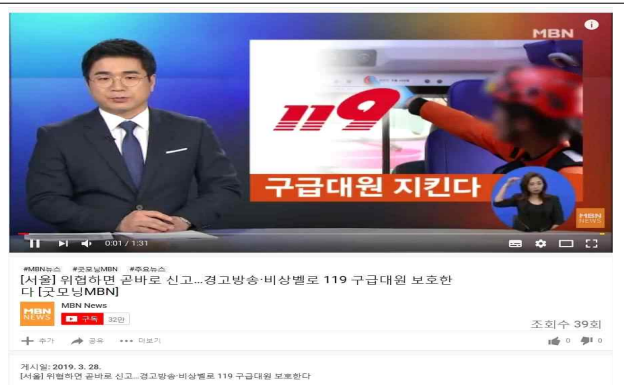 MBN
i
119
구급대원 지킨다
MBN
NEWS
0:01 / 1:31
#MBN뉴스 #굿모닝MBN #주요뉴스
[서울] 위협하면 곧바로 신고...경고방송·비상벨로 119 구급대원 보호한
다 [굿모닝MBN]
MBN
NEWS
MBN News
구독 32만
조회수 39회
추가 공유 더보기 0 0
게시일: 2019. 3. 28.
[서울] 위협하면 곧바로 신고...경고방송·비상벨로 119 구급대원 보호한다